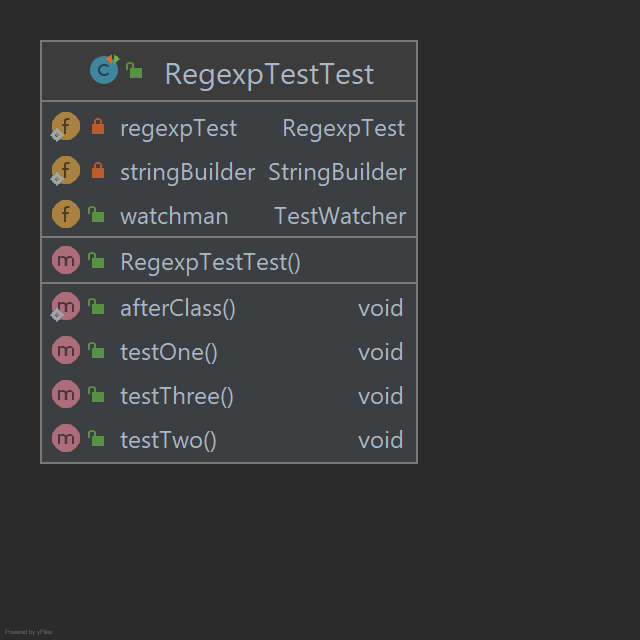 RegexpTestTest
regexpTest RegexpTest
stringBuilder StringBuilder
watchman TestWatcher
RegexpTestTest()
afterClass() void
testOne() void
testThree() void
testTwo() void
Powered by yFiles